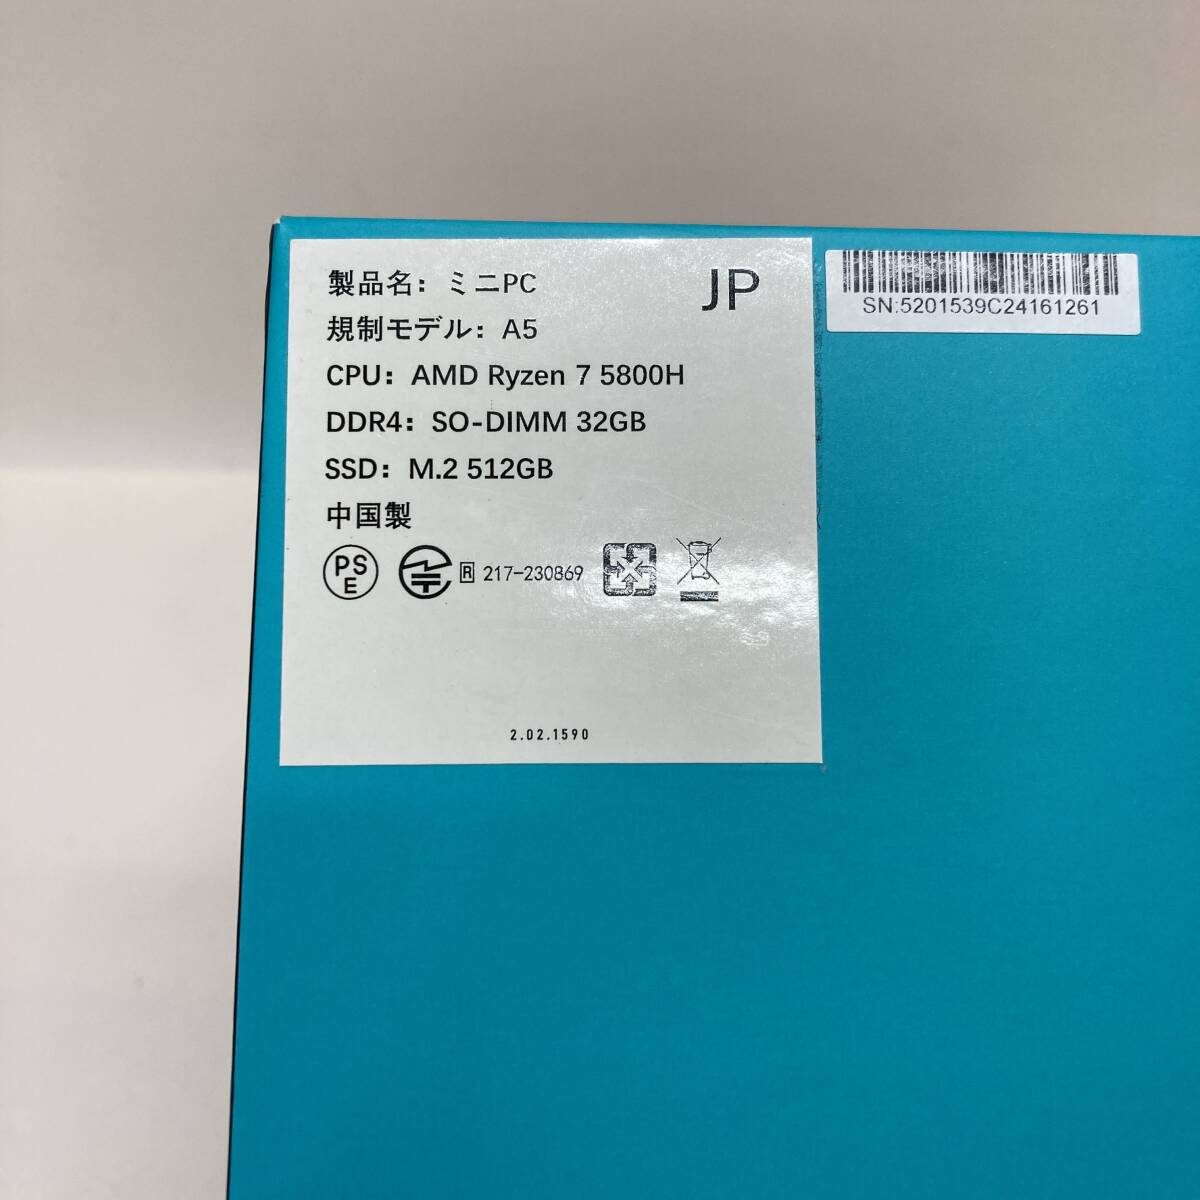 製品名：ミニPC
JP
規制モデル：A5
CPU：AMD Ryzen 7 5800H
DDR4：SO-DIMM 32GB
SSD：M.2 512GB
中国製
PSE
R 217-230869
2.02.1590
SN:5201539C24161261